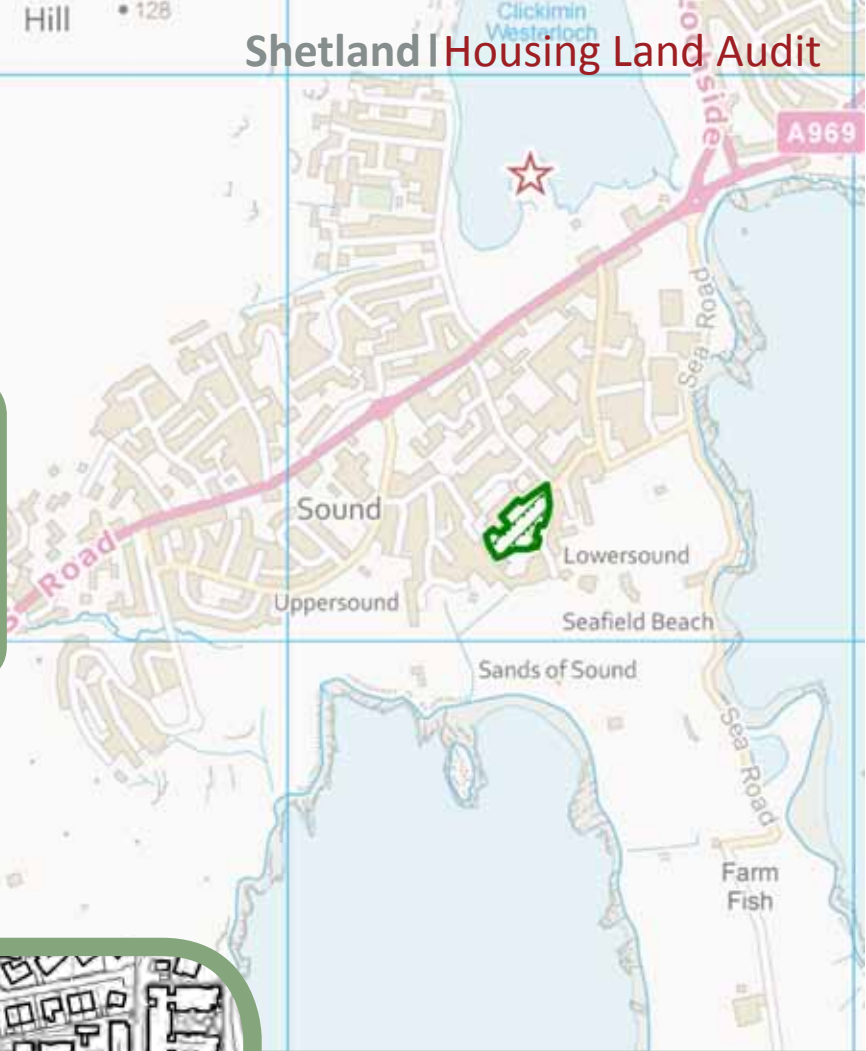 Hill
128
Clickimin
Westerloch
Shetland|Housing Land Audit
A969
Sea Road
Sound
Road
Lowersound
Uppersound
Seafield Beach
Sands of Sound
Sea Road
Farm
Fish